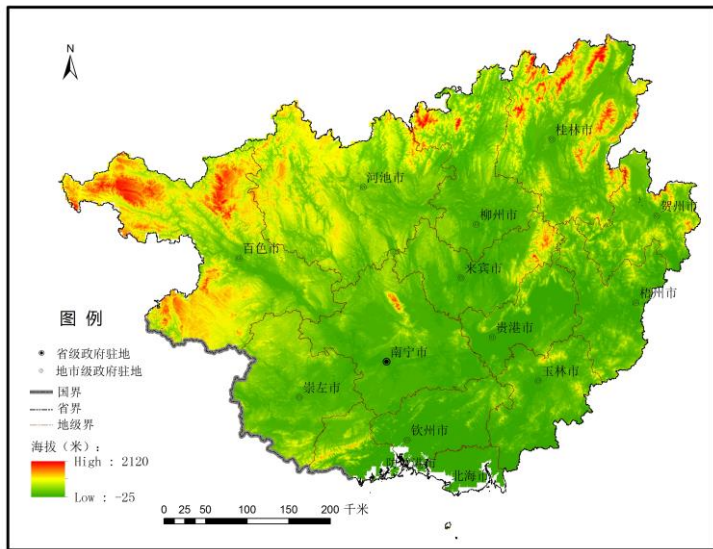 N
桂林市
河池市
贺州市
柳州市
百色市
来宾市
梧州市
图 例
贵港市
省级政府驻地
南宁市
地市级政府驻地
玉林市
国界
崇左市
省界
地级界
钦州市
海拔（米）：
High : 2120
防城港市
北海市
Low : -25
0 25 50 100 150 200 千米